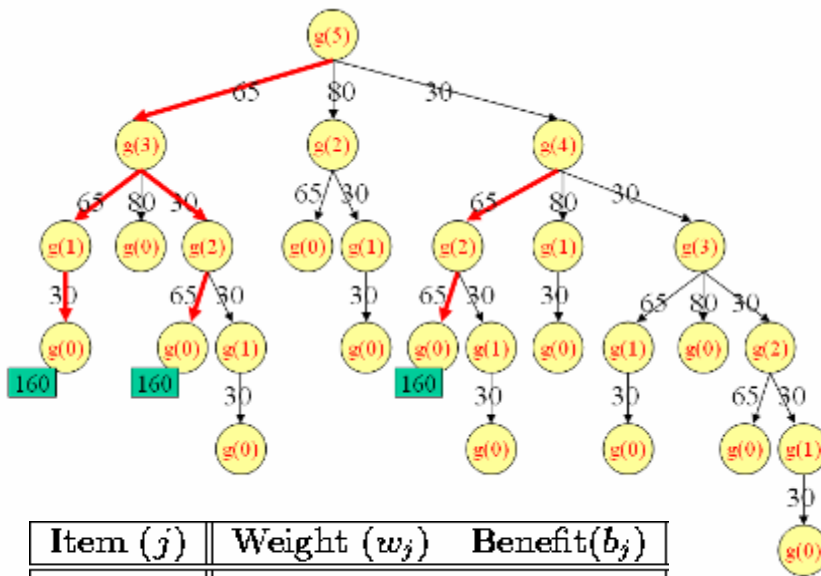 g(5)
65 80 30
g(3) g(2) g(4)
65 80 30 65 30 65 80 30
g(1) g(0) g(2) g(0) g(1) g(2) g(1) g(3)
30 65 30 30 65 30 30 65 80 30
g(0) g(0) g(1) g(0) g(0) g(1) g(0) g(1) g(0) g(2)
160 160 160
30 30 30 65 30
g(0) g(0) g(0) g(0) g(1)
30
g(0)
Item (j) Weight (wj) Benefit(bj)